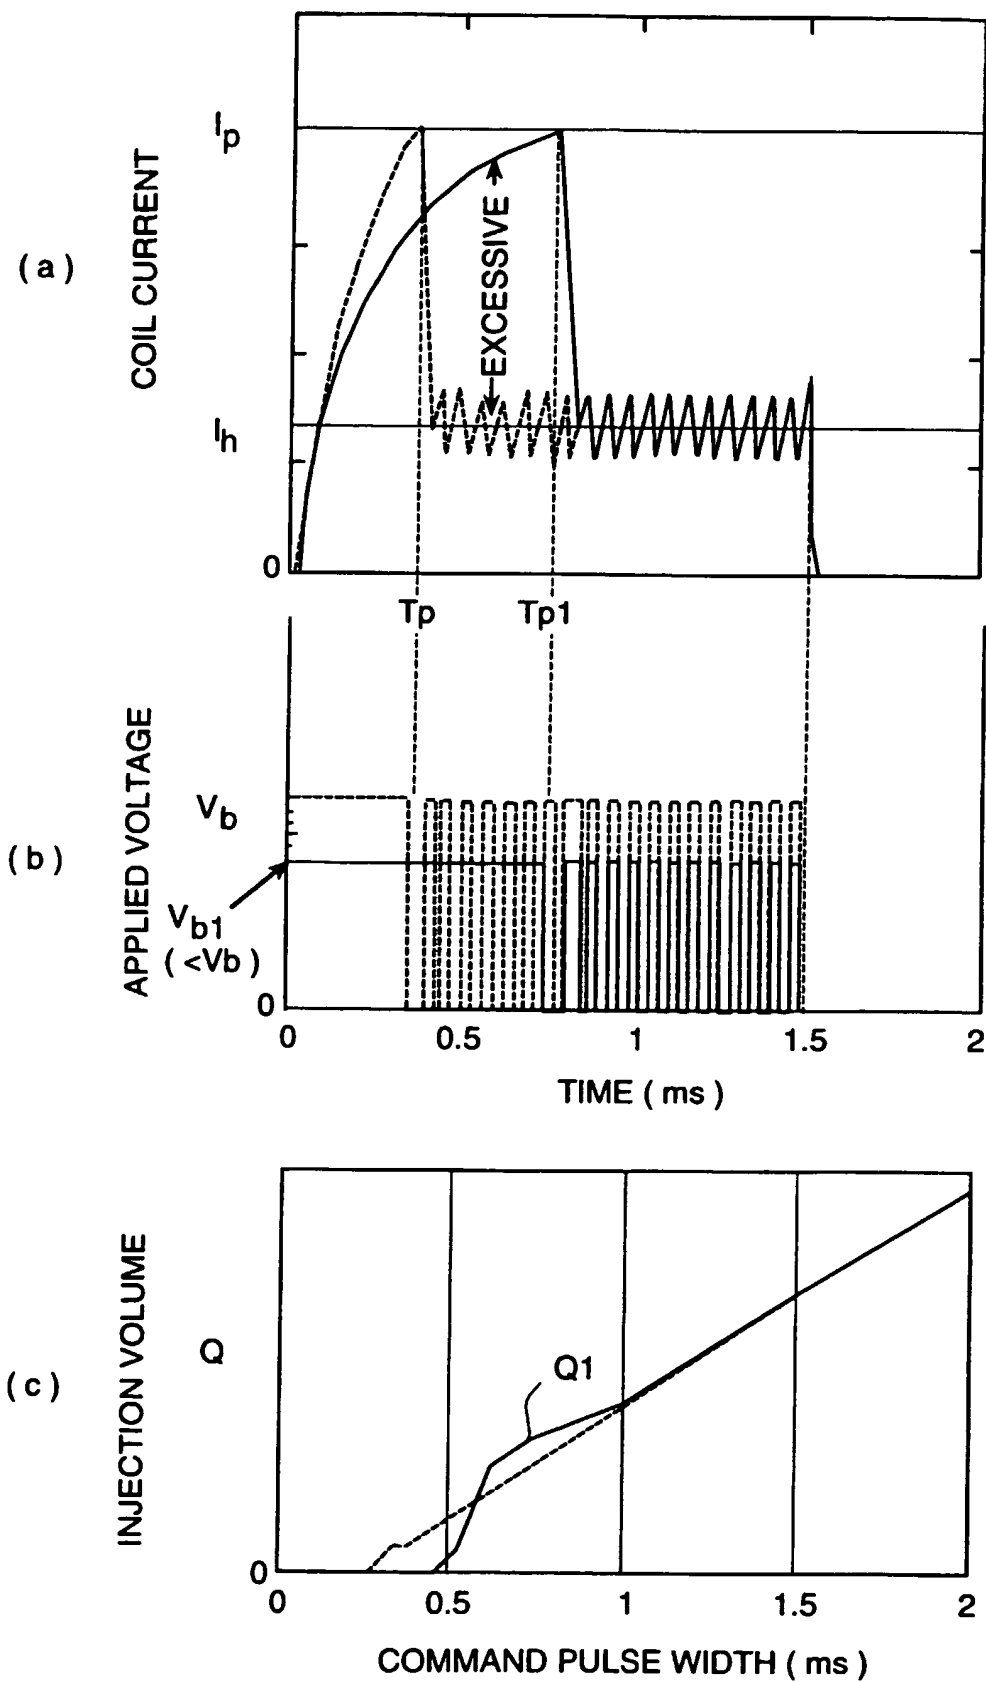 (a)
COIL CURRENT
Ip
Ih
0
EXCESSIVE
Tp
Tp1
(b)
APPLIED VOLTAGE
Vb
Vb1
(<Vb)
0
0
0.5
1
1.5
2
TIME (ms)
(c)
INJECTION VOLUME
Q
Q1
0
0
0.5
1
1.5
2
COMMAND PULSE WIDTH (ms)